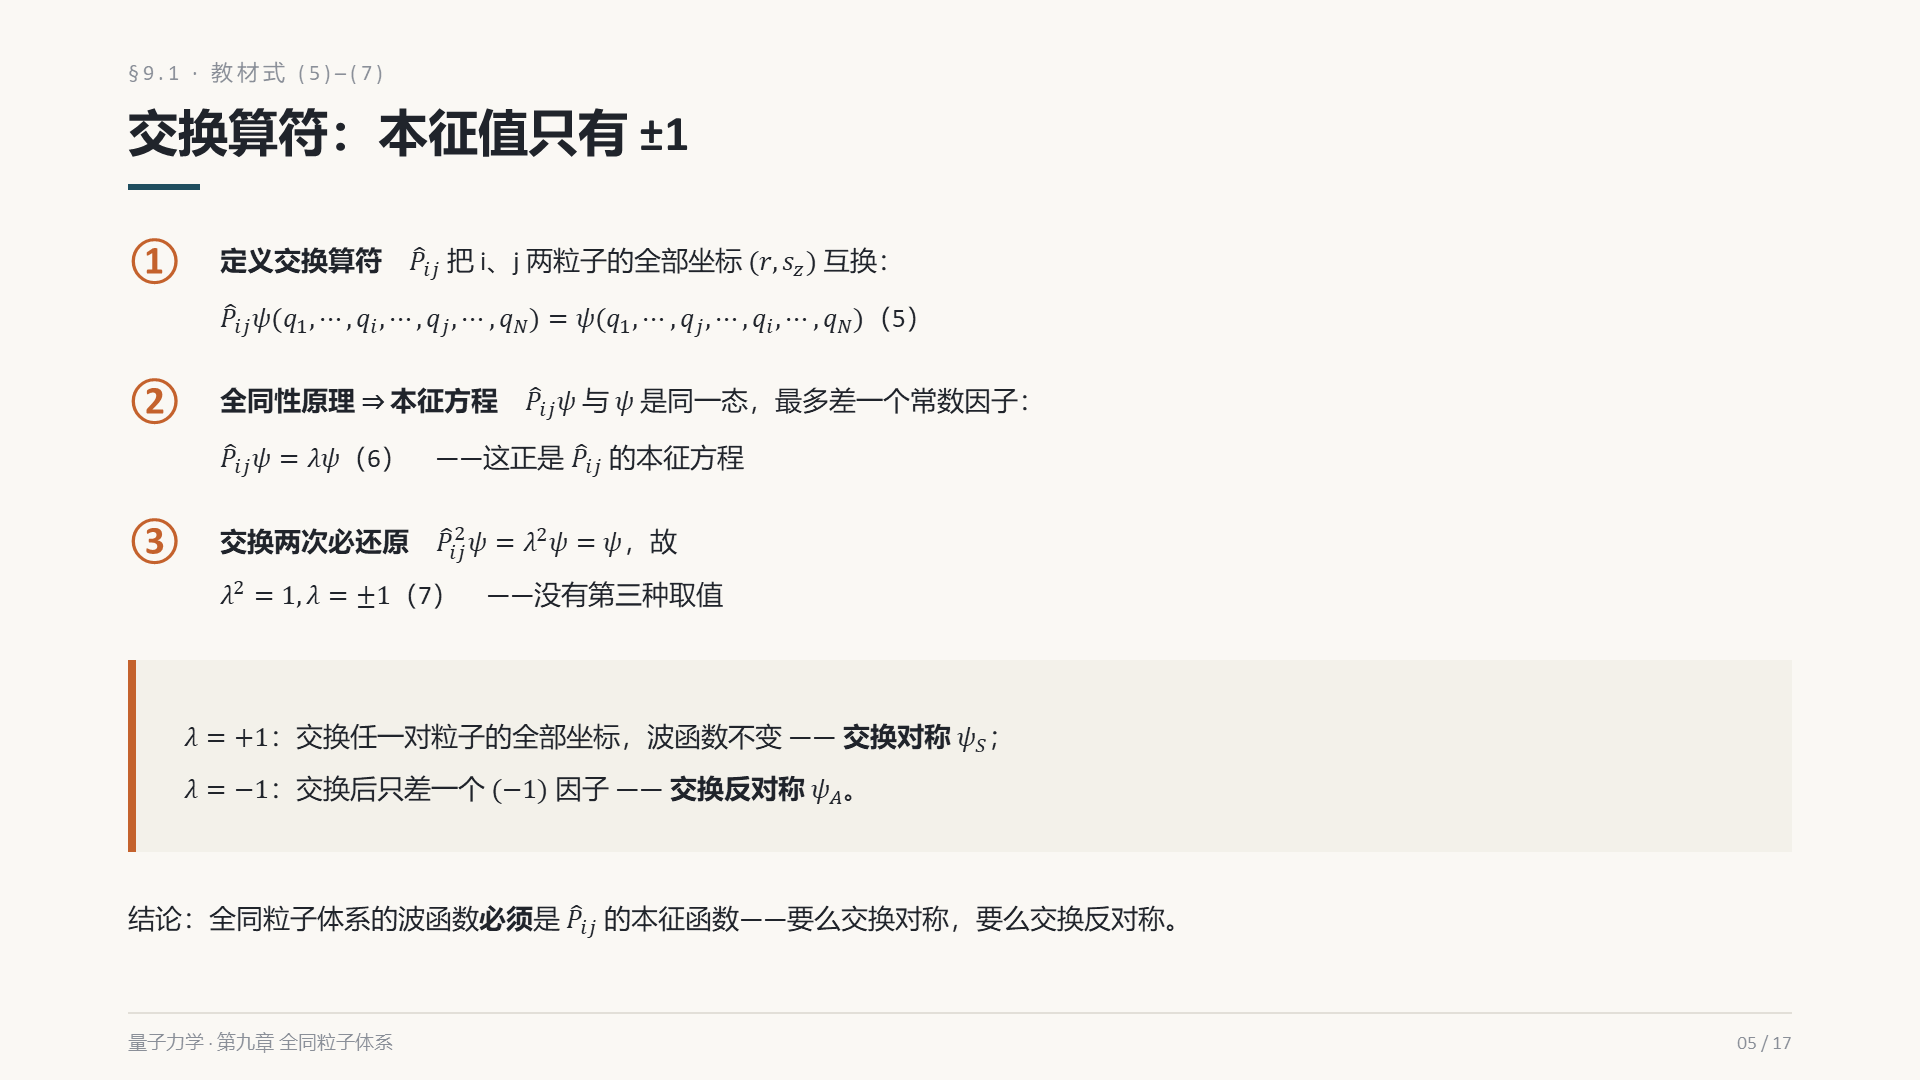 §9.1 · 教材式 (5)–(7)
交换算符：本征值只有 ±1
① 定义交换算符 P̂ᵢⱼ 把 i、j 两粒子的全部坐标 (r, s_z) 互换：
P̂ᵢⱼψ(q₁, ⋯ , qᵢ, ⋯ , qⱼ, ⋯ , q_N) = ψ(q₁, ⋯ , qⱼ, ⋯ , qᵢ, ⋯ , q_N)（5）
② 全同性原理 ⇒ 本征方程 P̂ᵢⱼψ 与 ψ 是同一态，最多差一个常数因子：
P̂ᵢⱼψ = λψ（6） ——这正是 P̂ᵢⱼ 的本征方程
③ 交换两次必还原 P̂ᵢⱼ²ψ = λ²ψ = ψ，故
λ² = 1, λ = ±1（7） ——没有第三种取值
λ = +1：交换任一对粒子的全部坐标，波函数不变 —— 交换对称 ψ_S；
λ = −1：交换后只差一个 (−1) 因子 —— 交换反对称 ψ_A。
结论：全同粒子体系的波函数必须是 P̂ᵢⱼ 的本征函数——要么交换对称，要么交换反对称。
量子力学 · 第九章 全同粒子体系
05 / 17